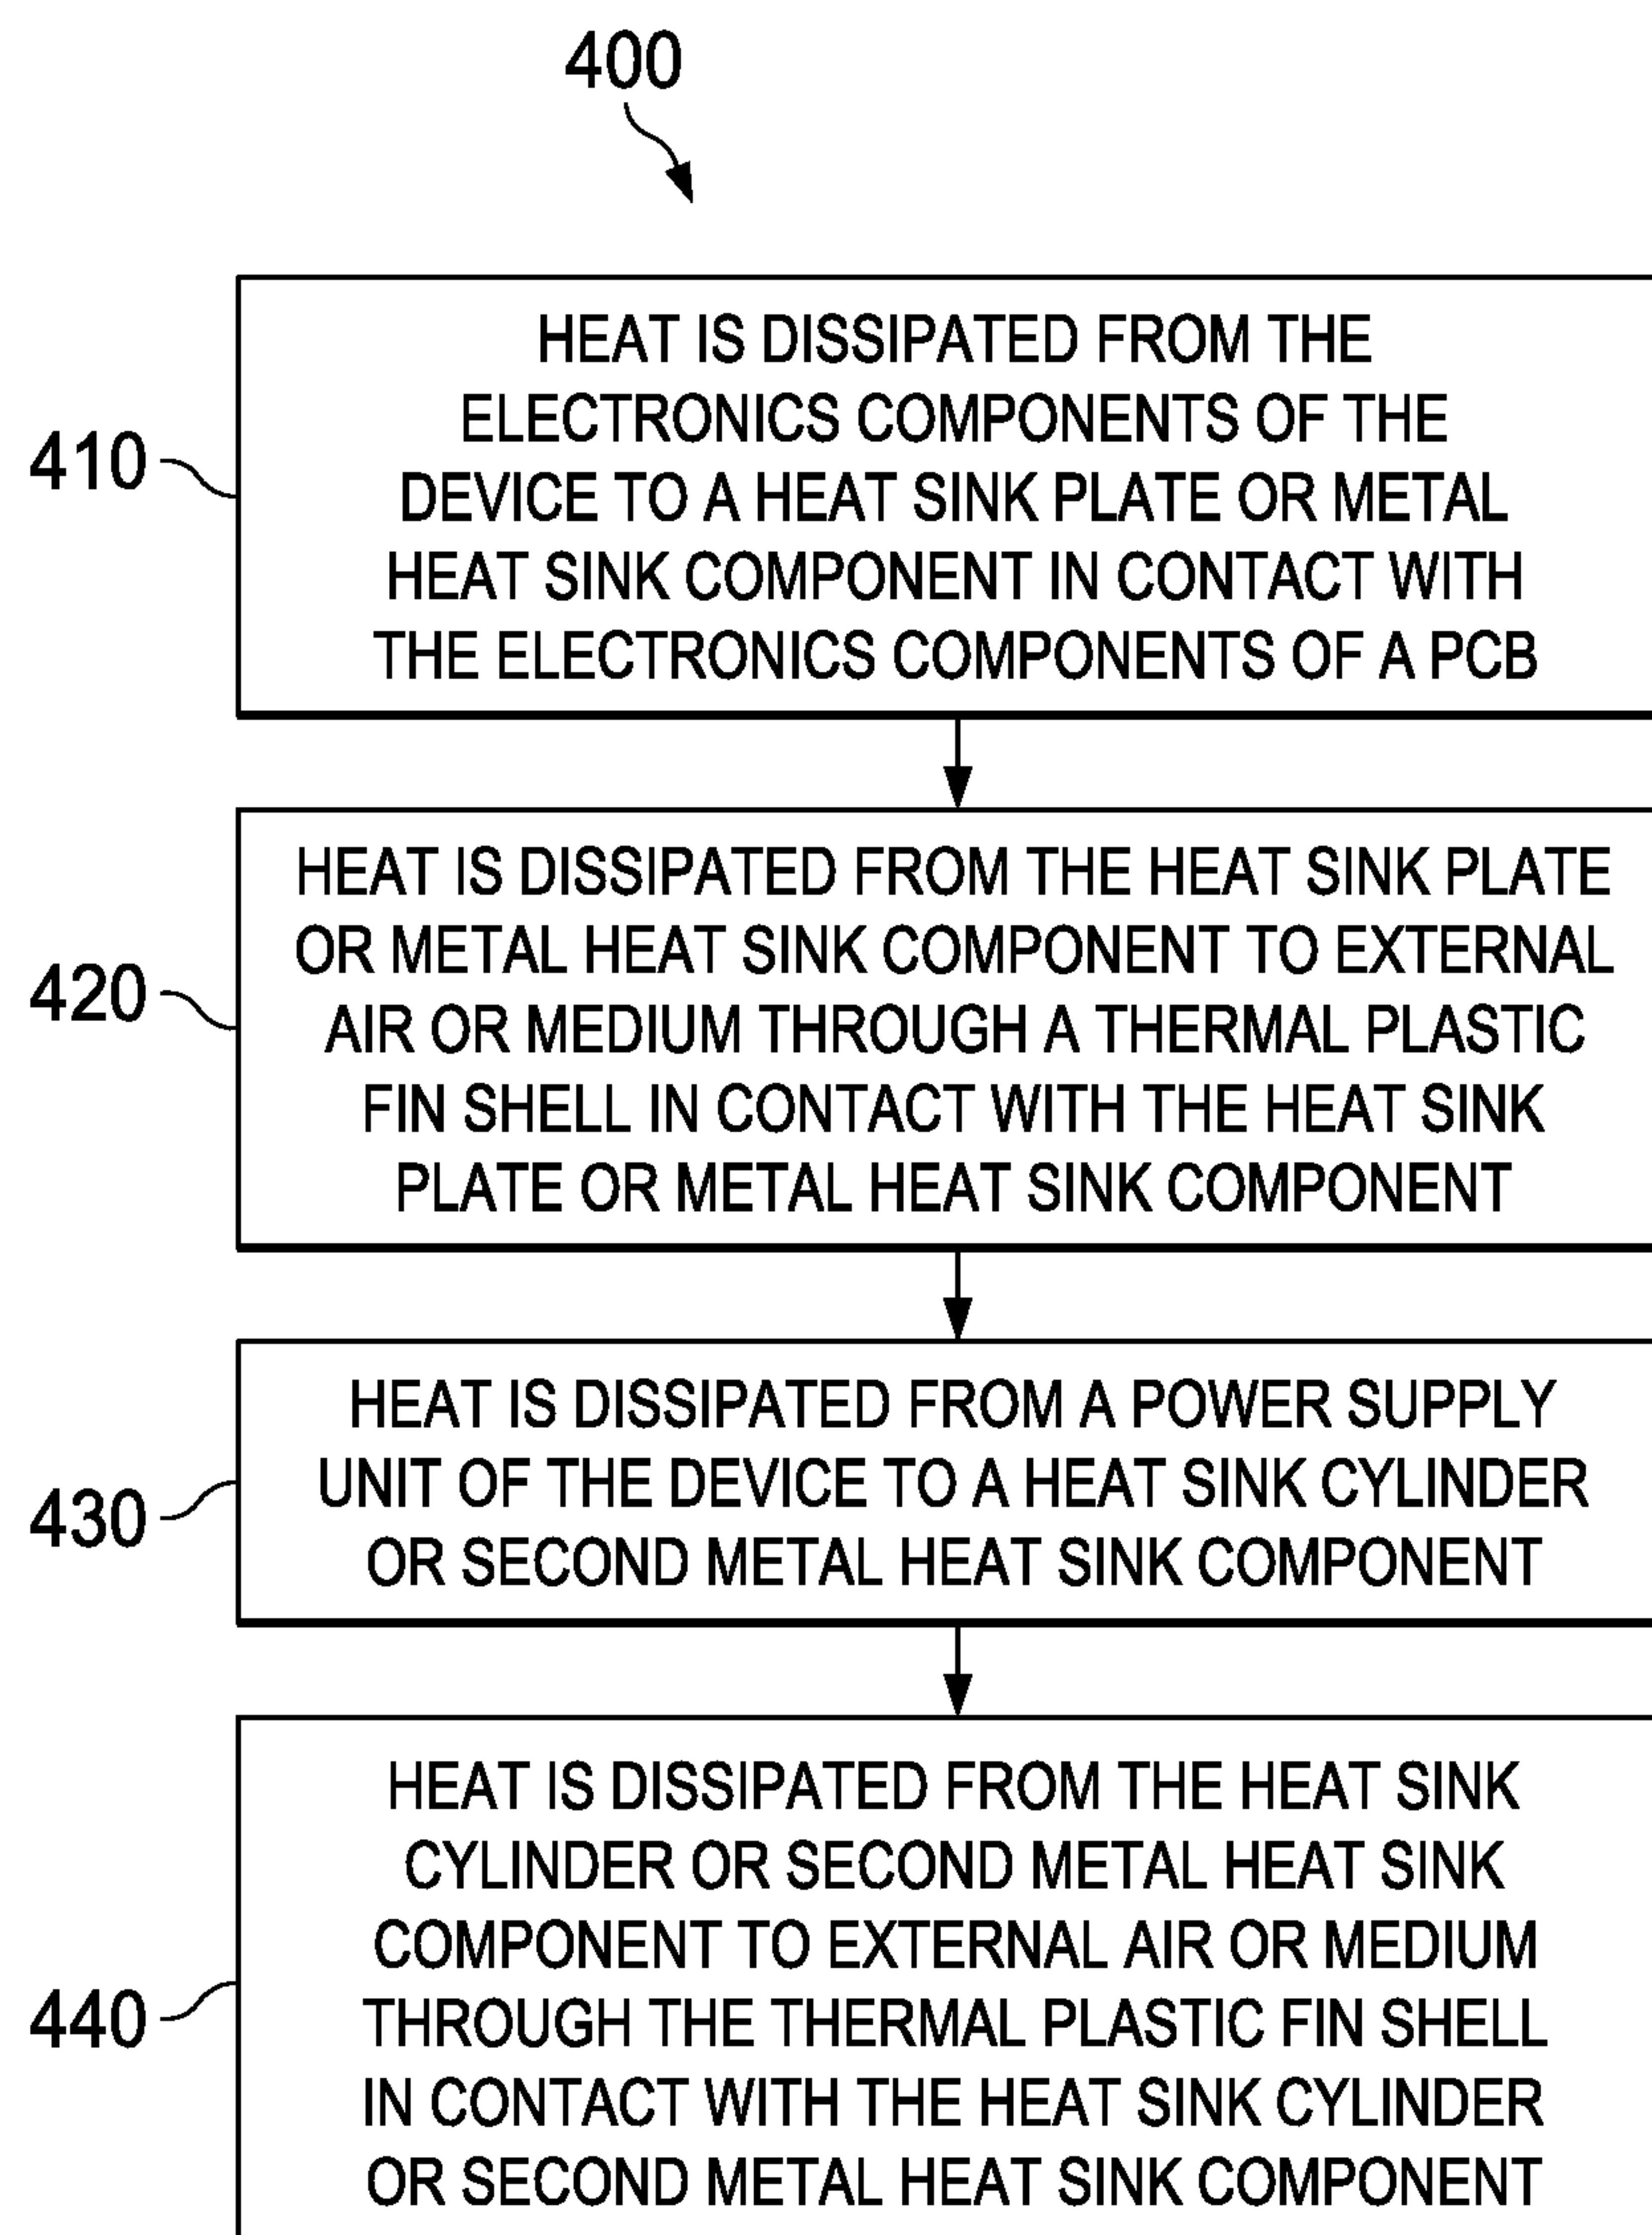 400
410
HEAT IS DISSIPATED FROM THE
ELECTRONICS COMPONENTS OF THE
DEVICE TO A HEAT SINK PLATE OR METAL
HEAT SINK COMPONENT IN CONTACT WITH
THE ELECTRONICS COMPONENTS OF A PCB
420
HEAT IS DISSIPATED FROM THE HEAT SINK PLATE
OR METAL HEAT SINK COMPONENT TO EXTERNAL
AIR OR MEDIUM THROUGH A THERMAL PLASTIC
FIN SHELL IN CONTACT WITH THE HEAT SINK
PLATE OR METAL HEAT SINK COMPONENT
430
HEAT IS DISSIPATED FROM A POWER SUPPLY
UNIT OF THE DEVICE TO A HEAT SINK CYLINDER
OR SECOND METAL HEAT SINK COMPONENT
440
HEAT IS DISSIPATED FROM THE HEAT SINK
CYLINDER OR SECOND METAL HEAT SINK
COMPONENT TO EXTERNAL AIR OR MEDIUM
THROUGH THE THERMAL PLASTIC FIN SHELL
IN CONTACT WITH THE HEAT SINK CYLINDER
OR SECOND METAL HEAT SINK COMPONENT